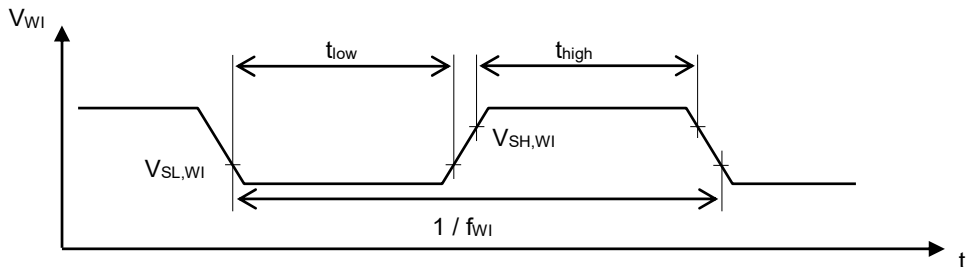 VWI
tlow
thigh
VSH,WI
VSL,WI
1 / fWI
t